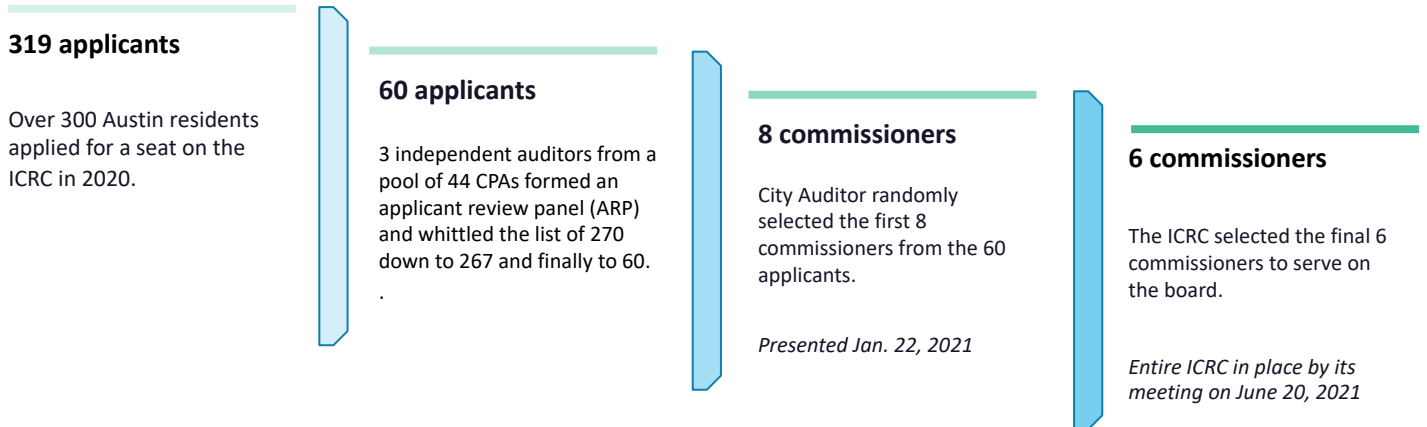 319 applicants
Over 300 Austin residents
applied for a seat on the
ICRC in 2020.
60 applicants
3 independent auditors from a
pool of 44 CPAs formed an
applicant review panel (ARP)
and whittled the list of 270
down to 267 and finally to 60.
.
8 commissioners
City Auditor randomly
selected the first 8
commissioners from the 60
applicants.
Presented Jan. 22, 2021
6 commissioners
The ICRC selected the final 6
commissioners to serve on
the board.
Entire ICRC in place by its
meeting on June 20, 2021